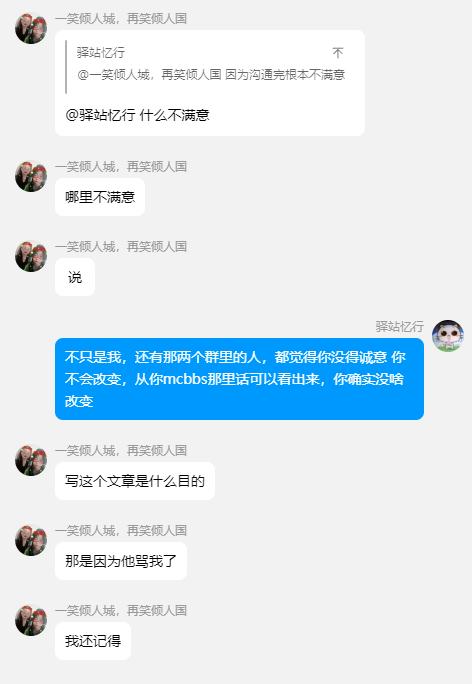 一笑倾人城，再笑倾人国
驿站忆行
@一笑倾人城，再笑倾人国 因为沟通完根本不满意
@驿站忆行 什么不满意
一笑倾人城，再笑倾人国
哪里不满意
一笑倾人城，再笑倾人国
说
驿站忆行
不只是我，还有那两个群里的人，都觉得你没得诚意 你
不会改变，从你mcbbs那里话可以看出来，你确实没啥
改变
一笑倾人城，再笑倾人国
写这个文章是什么目的
一笑倾人城，再笑倾人国
那是因为他骂我了
一笑倾人城，再笑倾人国
我还记得